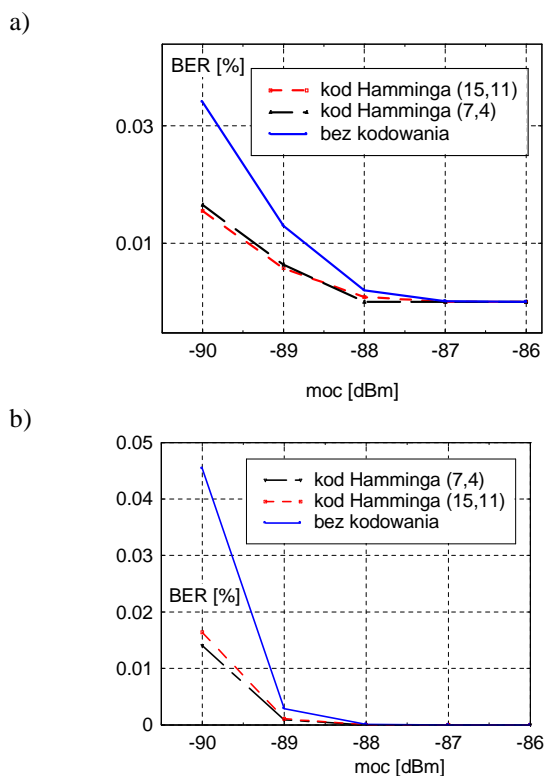 a)
BER [%]
kod Hamminga (15,11)
kod Hamminga (7,4)
bez kodowania
0.03
0.01
-90 -89 -88 -87 -86
moc [dBm]
b)
0.05
kod Hamminga (7,4)
kod Hamminga (15,11)
bez kodowania
0.04
0.03
0.02
BER [%]
0.01
0
-90 -89 -88 -87 -86
moc [dBm]